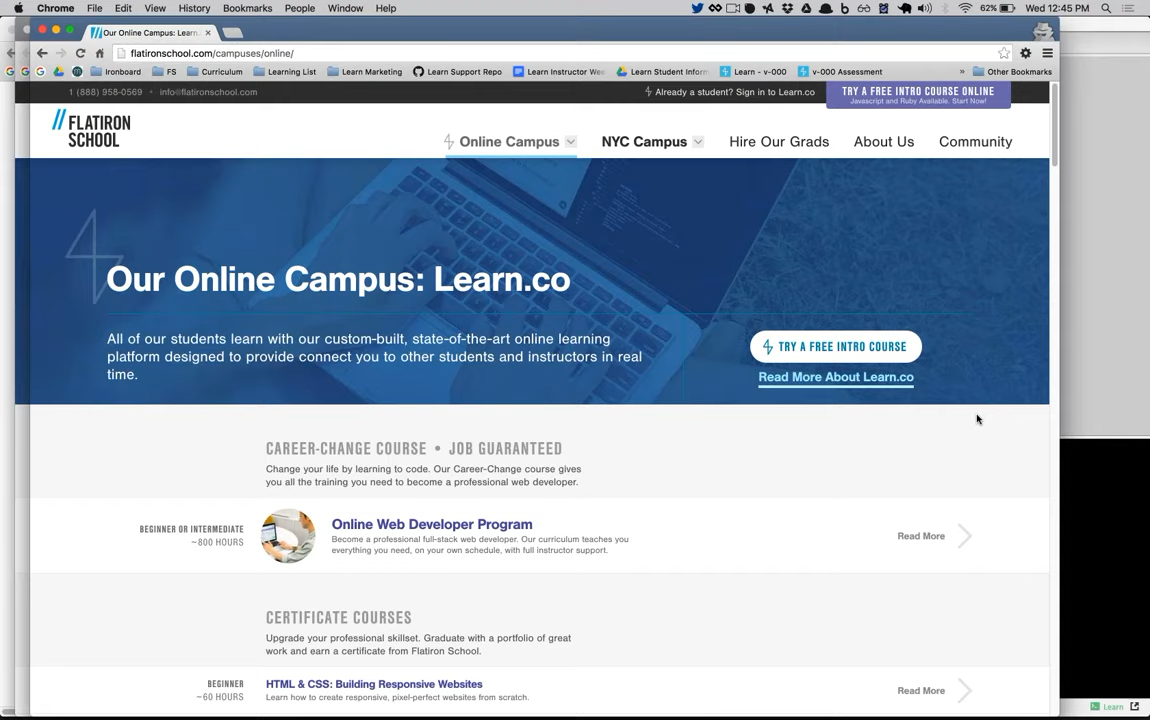 Chrome File Edit View History Bookmarks People Window Help 62% Wed 12:45 PM
Our Online Campus: Learn.
flatironschool.com/campuses/online/
Ironboard FS Curriculum Learning List Learn Marketing Learn Support Repo Learn Instructor Wee Learn Student Inform Learn - v-000 v-000 Assessment » Other Bookmarks
1 (888) 958-0569 • info@flatironschool.com Already a student? Sign in to Learn.co TRY A FREE INTRO COURSE ONLINE
Javascript and Ruby Available. Start Now!
FLATIRON
SCHOOL
Online Campus NYC Campus Hire Our Grads About Us Community
Our Online Campus: Learn.co
All of our students learn with our custom-built, state-of-the-art online learning
platform designed to provide connect you to other students and instructors in real
time.
TRY A FREE INTRO COURSE
Read More About Learn.co
CAREER-CHANGE COURSE • JOB GUARANTEED
Change your life by learning to code. Our Career-Change course gives
you all the training you need to become a professional web developer.
BEGINNER OR INTERMEDIATE
~800 HOURS
Online Web Developer Program
Become a professional full-stack web developer. Our curriculum teaches you
everything you need, on your own schedule, with full instructor support.
Read More
CERTIFICATE COURSES
Upgrade your professional skillset. Graduate with a portfolio of great
work and earn a certificate from Flatiron School.
BEGINNER
~60 HOURS
HTML & CSS: Building Responsive Websites
Learn how to create responsive, pixel-perfect websites from scratch.
Read More
Learn